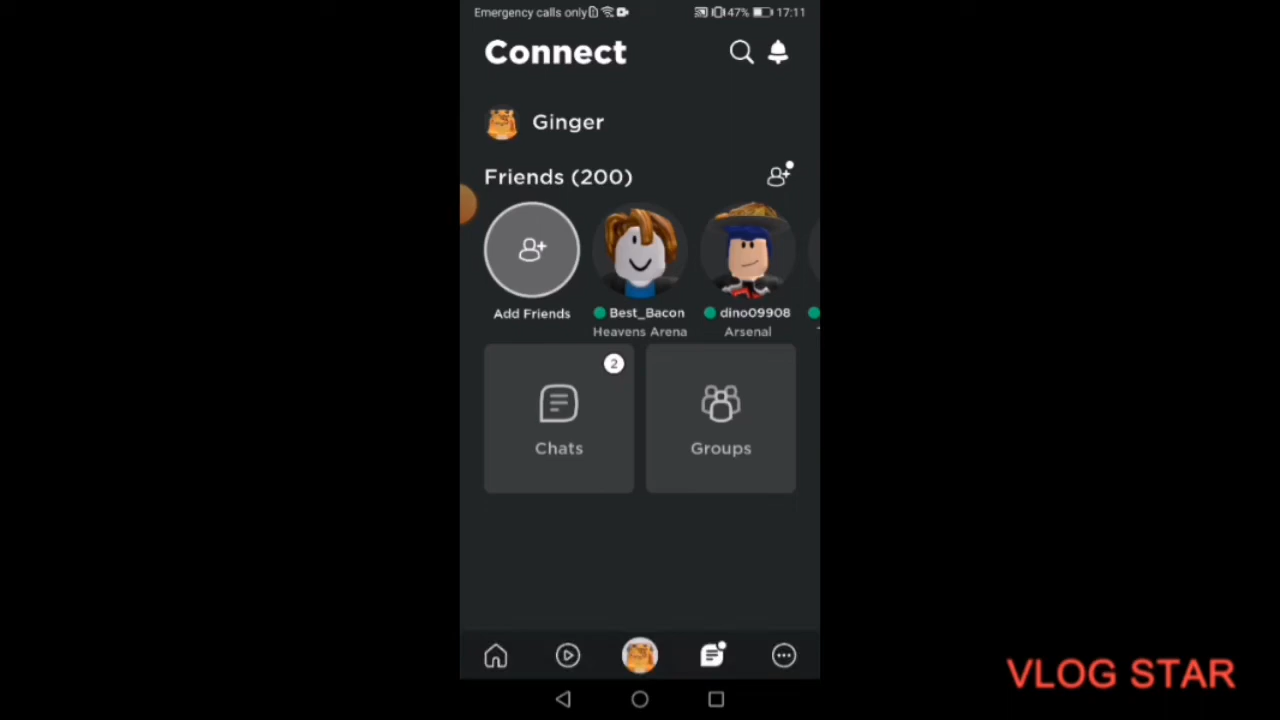 Emergency calls only
47% 17:11
Connect
Ginger
Friends (200)
Add Friends
Best_Bacon
Heavens Arena
dino09908
Arsenal
2
Chats
Groups
VLOG STAR